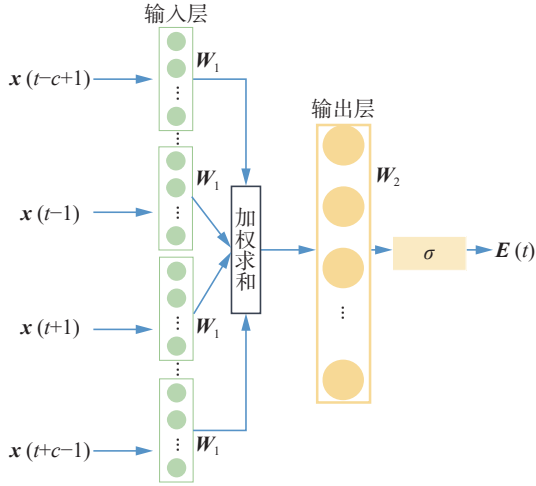 输入层
x (t−c+1)
W₁
输出层
W₂
x (t−1)
W₁
加权求和
σ
E (t)
x (t+1)
W₁
x (t+c−1)
W₁